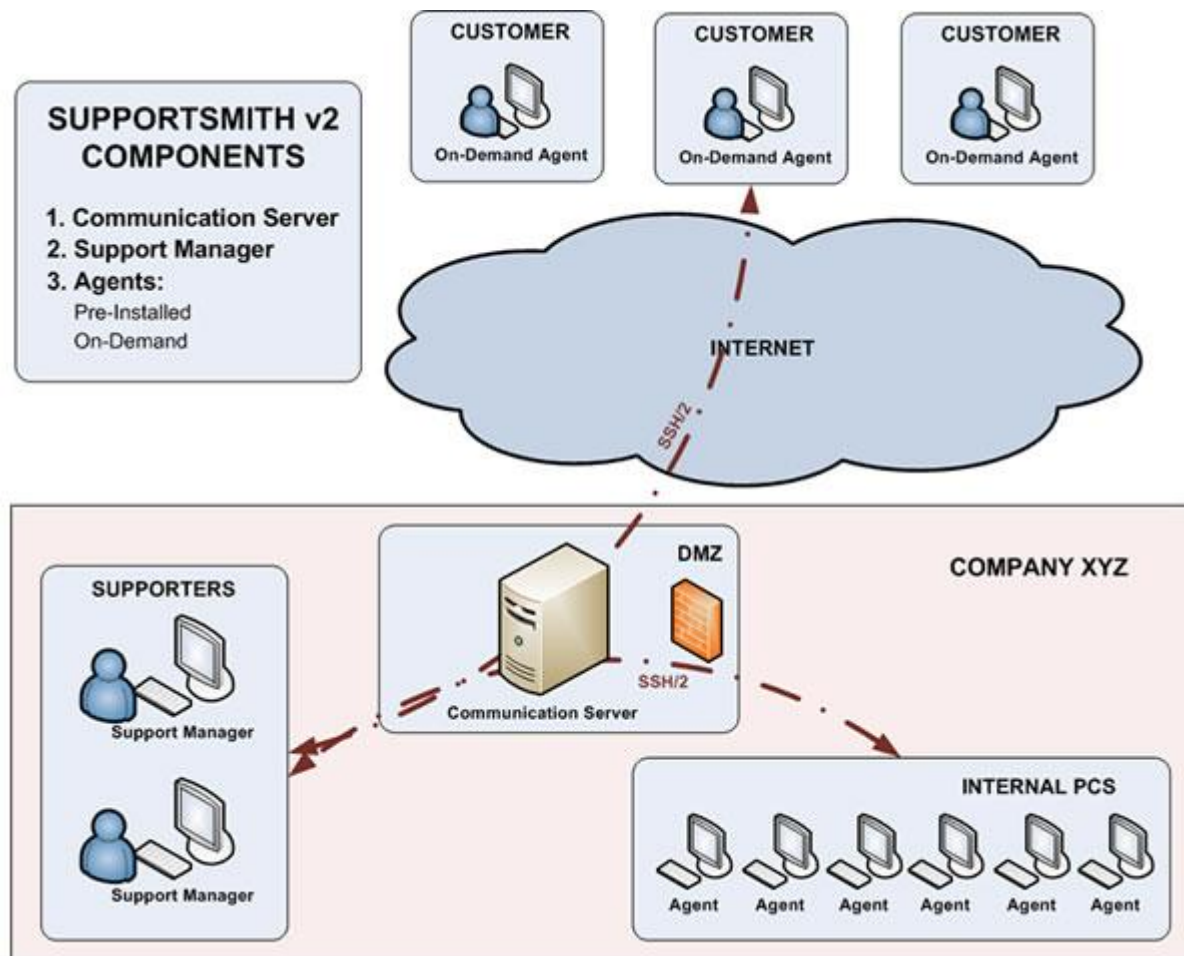 SUPPORTSMITH v2
COMPONENTS
1. Communication Server
2. Support Manager
3. Agents:
Pre-Installed
On-Demand
CUSTOMER
On-Demand Agent
CUSTOMER
On-Demand Agent
CUSTOMER
On-Demand Agent
INTERNET
SSH/2
COMPANY XYZ
DMZ
SSH/2
Communication Server
SUPPORTERS
Support Manager
Support Manager
INTERNAL PCS
Agent
Agent
Agent
Agent
Agent
Agent